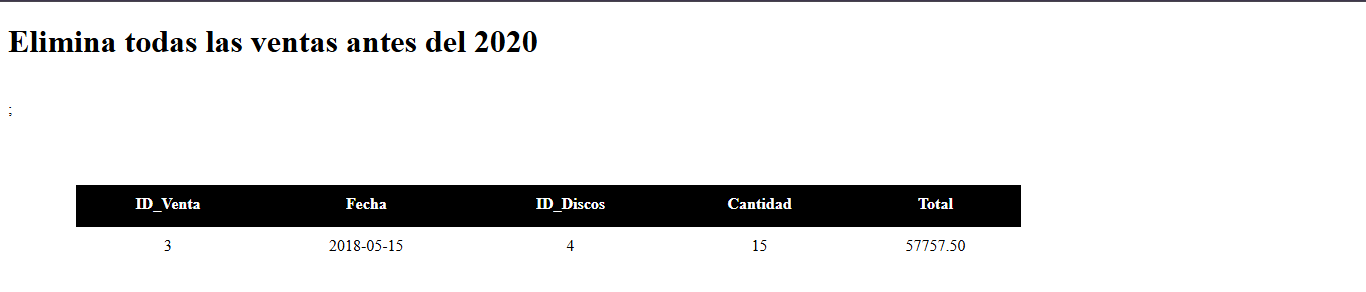 Elimina todas las ventas antes del 2020
;
ID_Venta Fecha ID_Discos Cantidad Total
3 2018-05-15 4 15 57757.50